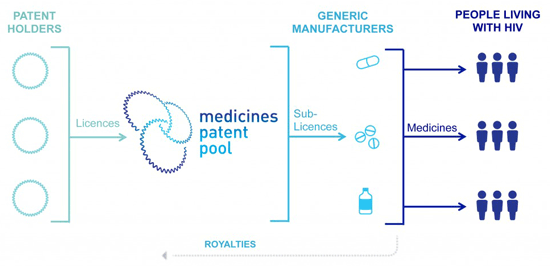 PATENT
HOLDERS
GENERIC
MANUFACTURERS
PEOPLE LIVING
WITH HIV
Licences
medicines
patent
pool
Sub-
Licences
Medicines
ROYALTIES